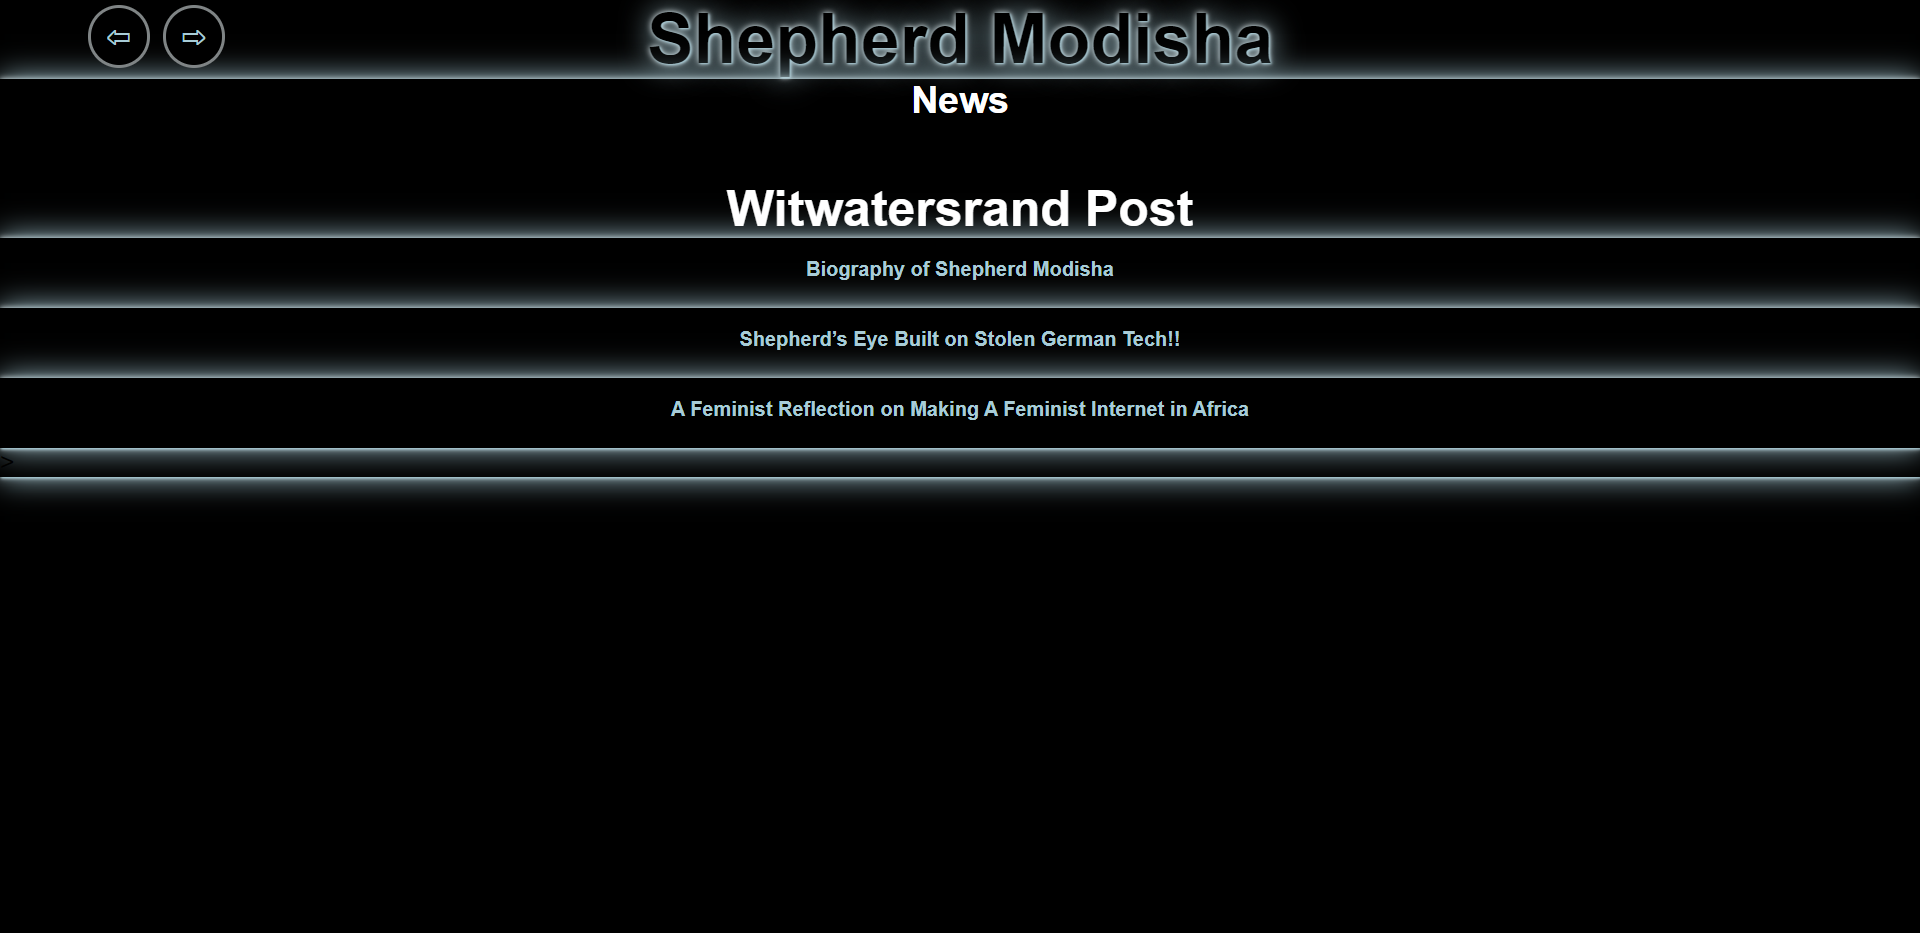 ⇦ ⇨ Shepherd Modisha
News
Witwatersrand Post
Biography of Shepherd Modisha
Shepherd’s Eye Built on Stolen German Tech!!
A Feminist Reflection on Making A Feminist Internet in Africa
>